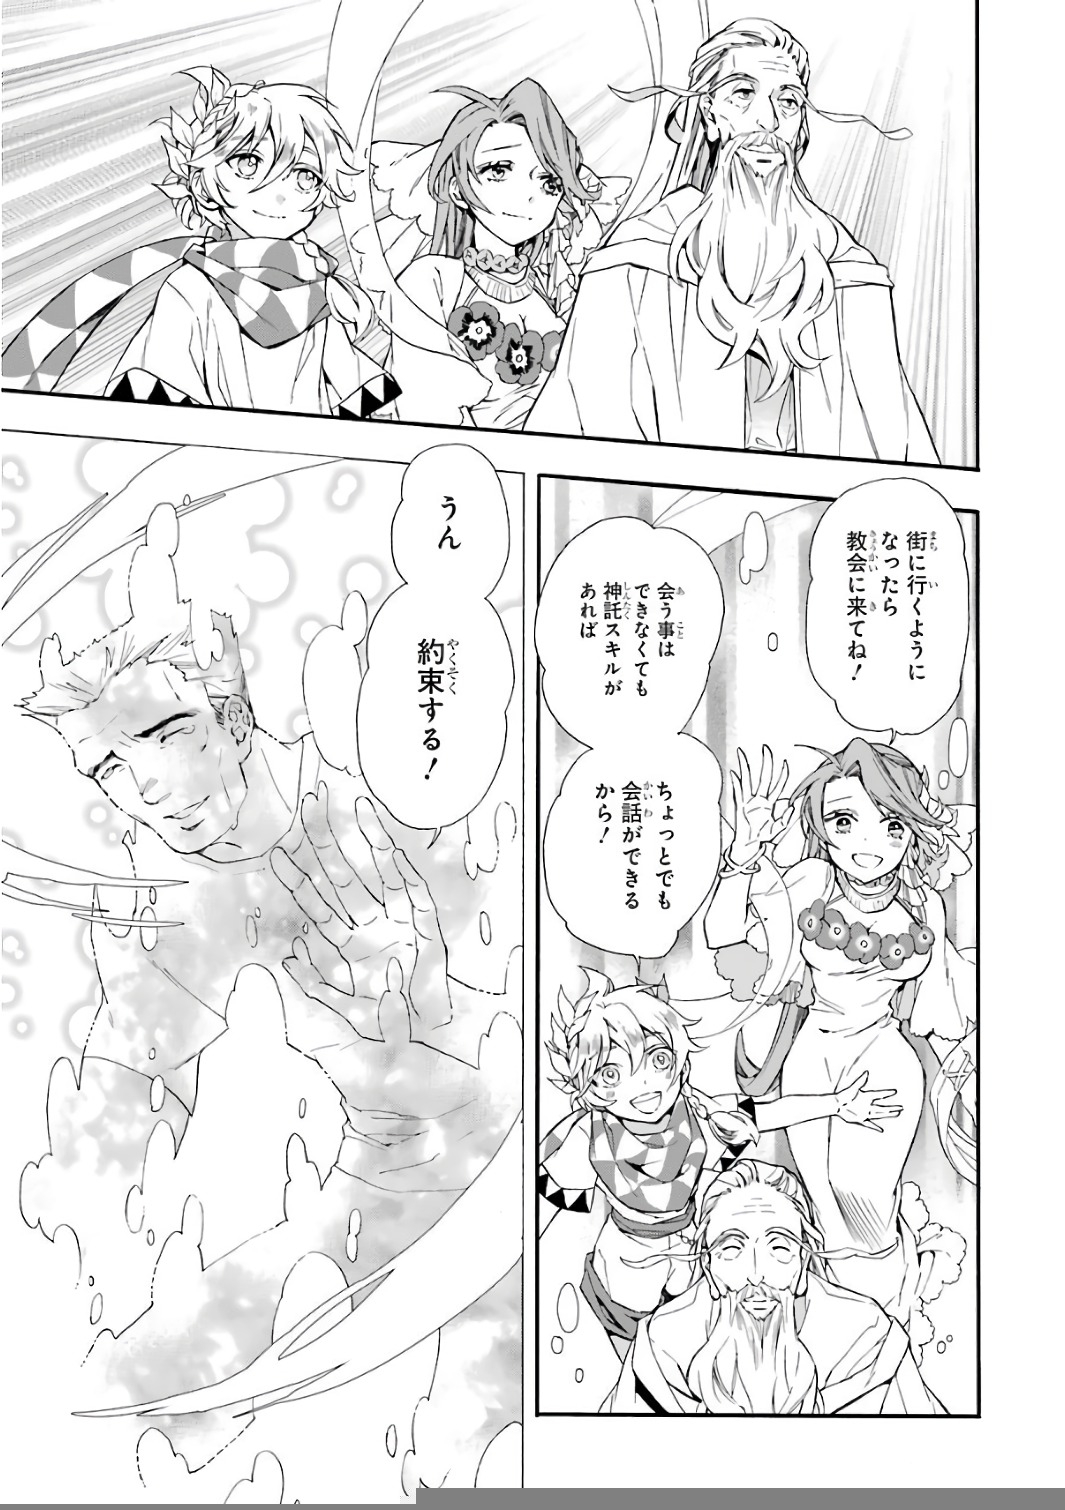 街に行くように
なったら
教会に来てね!
会う事は
できなくても
神託スキルが
あれば
ちょっとでも
会話ができる
から!
うん
約束する!